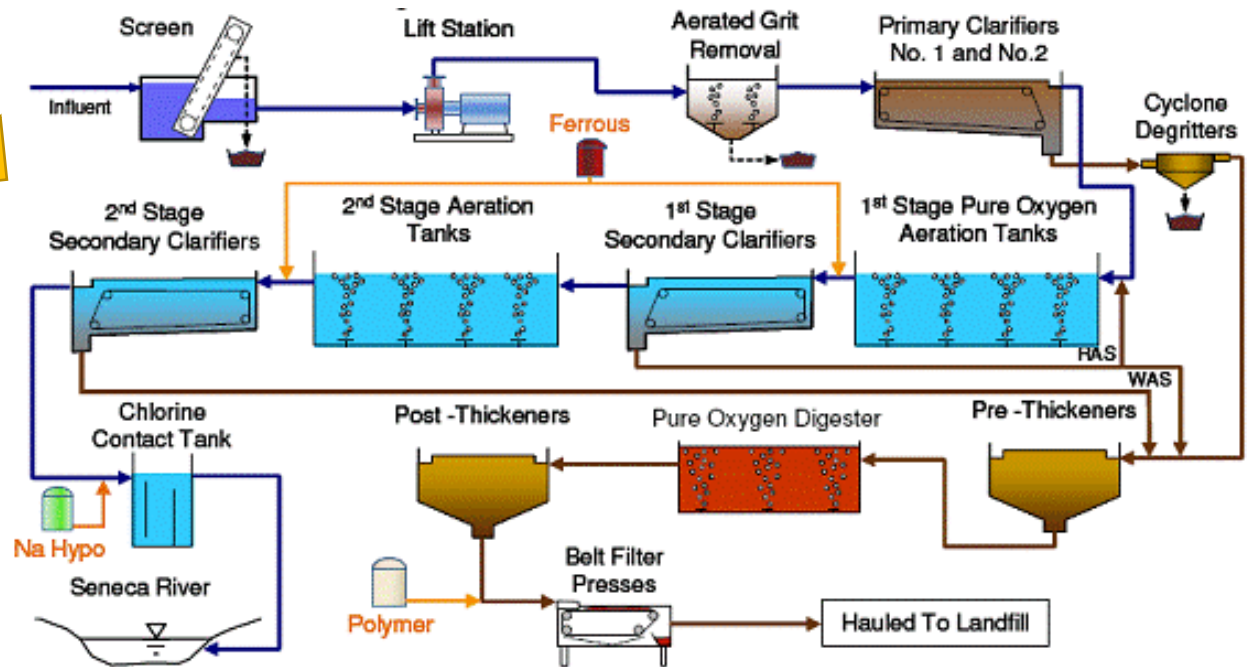 Screen
Influent
Lift Station
Aerated Grit
Removal
Primary Clarifiers
No. 1 and No.2
Cyclone
Degritters
Ferrous
2nd Stage
Secondary Clarifiers
2nd Stage Aeration
Tanks
1st Stage
Secondary Clarifiers
1st Stage Pure Oxygen
Aeration Tanks
RAS
WAS
Chlorine
Contact Tank
Post -Thickeners
Pure Oxygen Digester
Pre -Thickeners
Na Hypo
Seneca River
Polymer
Belt Filter
Presses
Hauled To Landfill